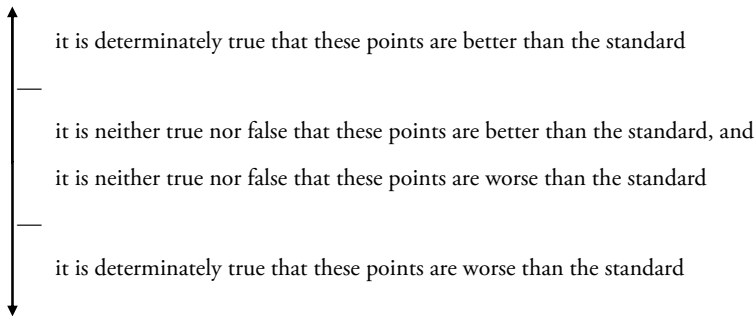 it is determinately true that these points are better than the standard
it is neither true nor false that these points are better than the standard, and
it is neither true nor false that these points are worse than the standard
it is determinately true that these points are worse than the standard